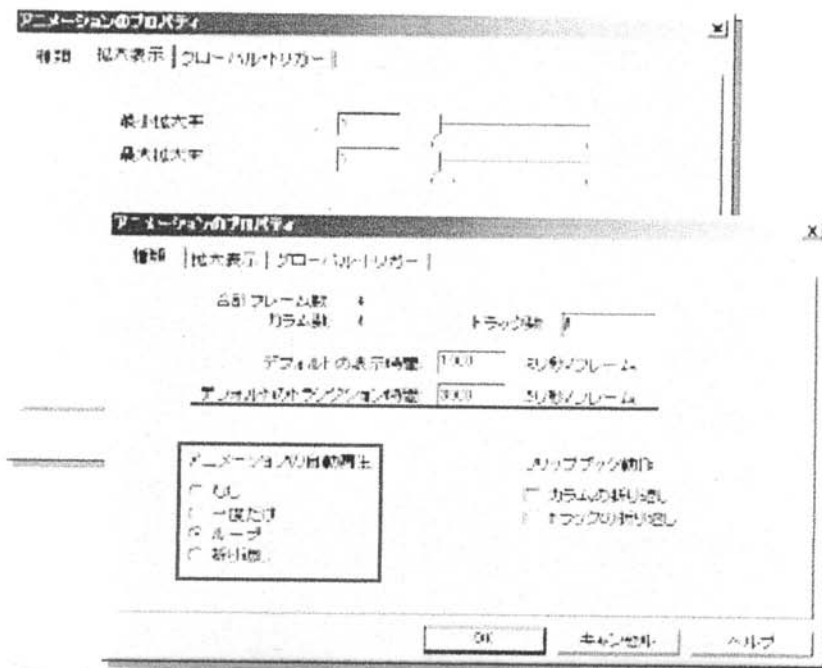 アニメーションのプロパティ
種類 拡大表示 グローバル・トリガー
最小拡大率 5
最大拡大率 5
アニメーションのプロパティ
種類 拡大表示 グローバル・トリガー
合計フレーム数
カラム数
トラック数
デフォルトの表示時間 1000 ミリ秒/フレーム
デフォルトのトランジション時間 3000 ミリ秒/フレーム
アニメーションの自動再生
なし
一度だけ
ループ
折り返し
フリップブック動作
カラムの折り返し
トラックの折り返し
OK キャンセル ヘルプ